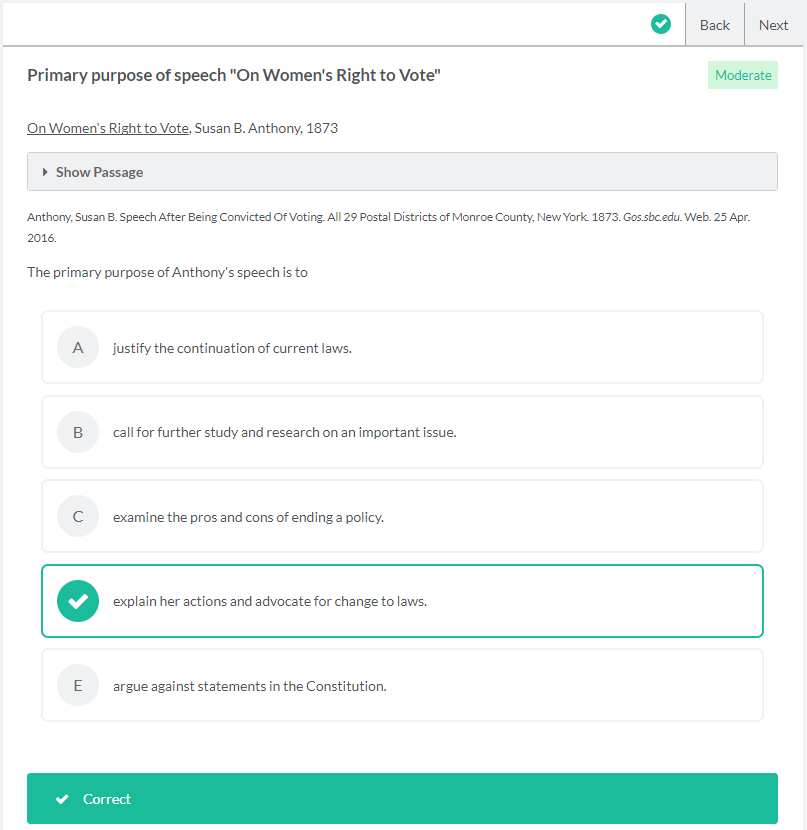 Back Next
Primary purpose of speech "On Women's Right to Vote"
Moderate
On Women's Right to Vote, Susan B. Anthony, 1873
Show Passage
Anthony, Susan B. Speech After Being Convicted Of Voting. All 29 Postal Districts of Monroe County, New York. 1873. Gos.sbc.edu. Web. 25 Apr.
2016.
The primary purpose of Anthony's speech is to
A justify the continuation of current laws.
B call for further study and research on an important issue.
C examine the pros and cons of ending a policy.
explain her actions and advocate for change to laws.
E argue against statements in the Constitution.
Correct